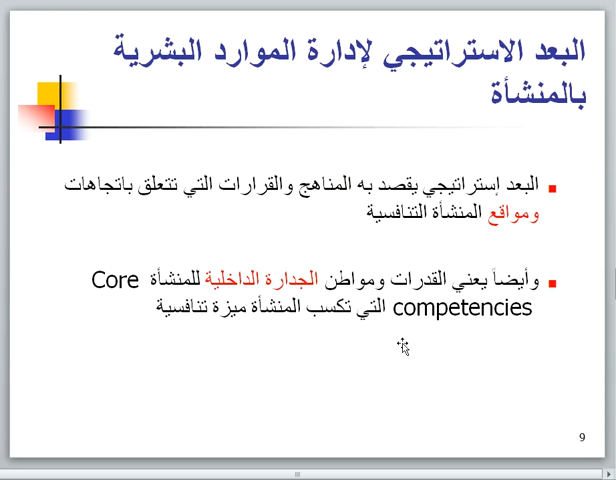 البعد الاستراتيجي لإدارة الموارد البشرية
بالمنشأة
البعد إستراتيجي يقصد به المناهج والقرارات التي تتعلق باتجاهات
ومواقع المنشأة التنافسية
وأيضاً يعني القدرات ومواطن الجدارة الداخلية للمنشأة Core
competencies التي تكسب المنشأة ميزة تنافسية
9